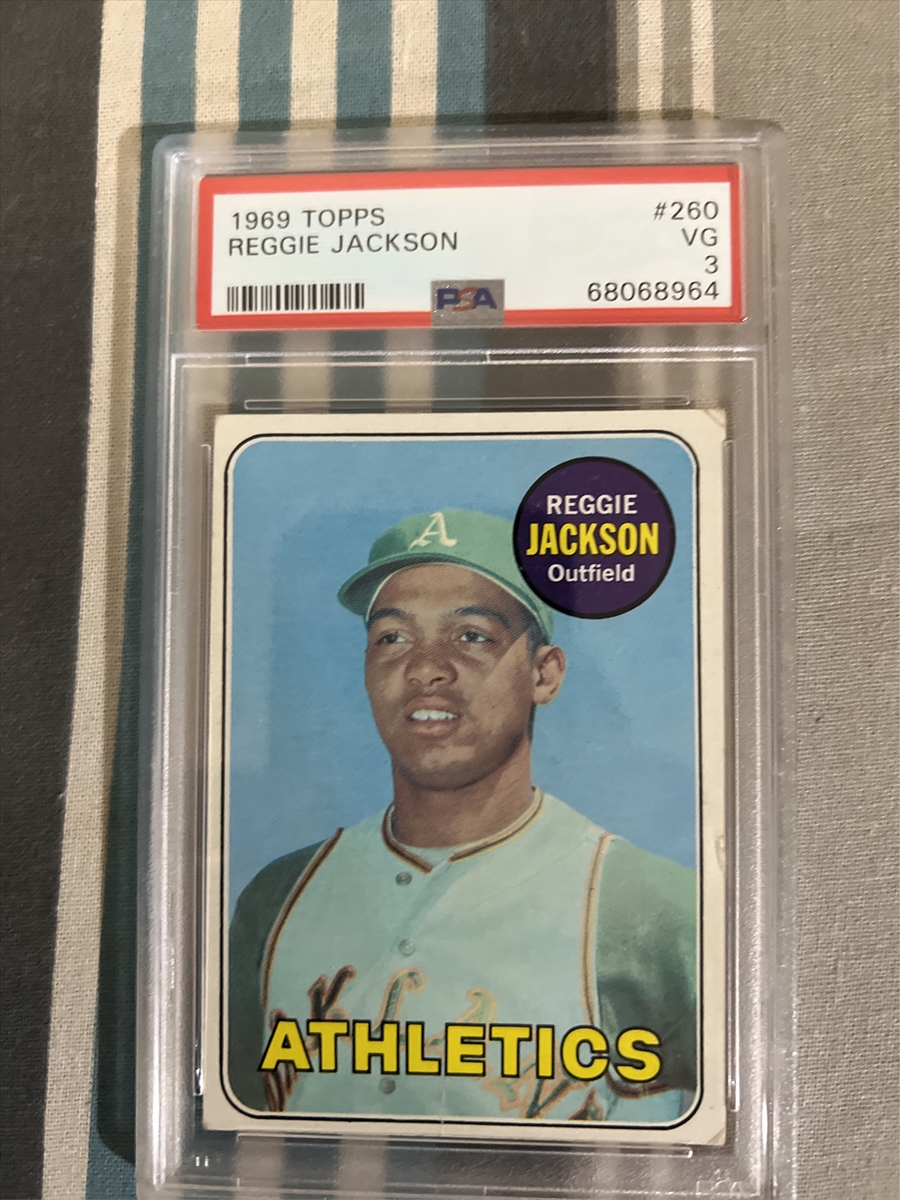 1969 TOPPS
REGGIE JACKSON
#260
VG
3
68068964
PSA
A
REGGIE
JACKSON
Outfield
ATHLETICS